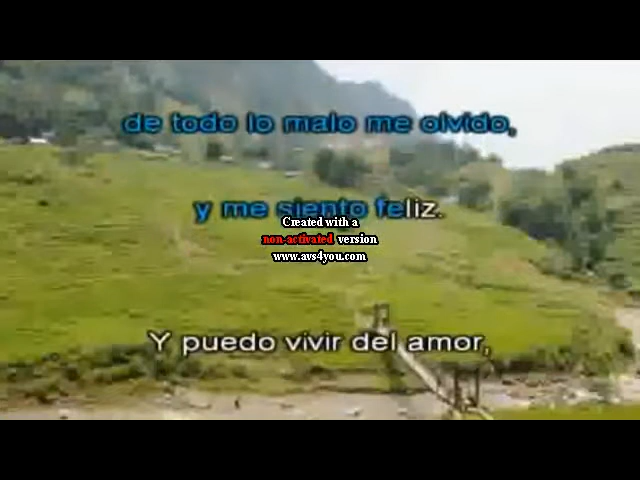 de todo lo malo me olvido,
y me siento feliz.
Created with a
non-activated version
www.avs4you.com
Y puedo vivir del amor,